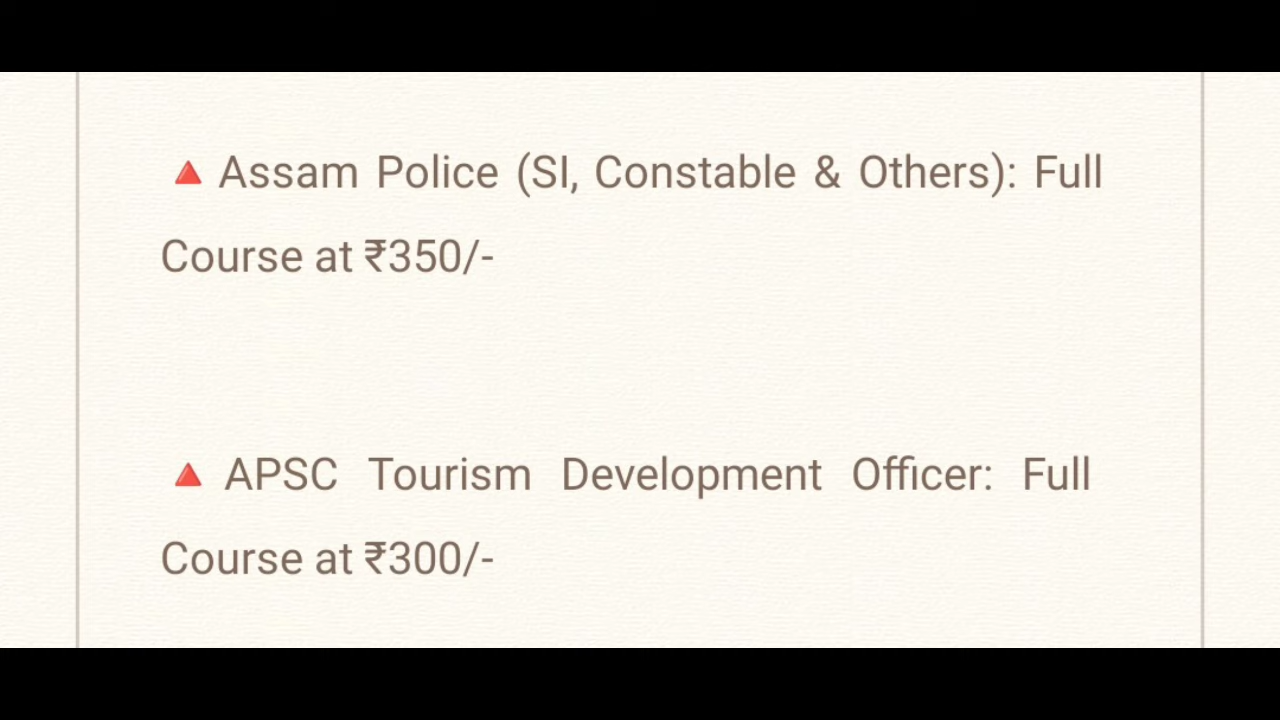 🔺Assam Police (SI, Constable & Others): Full
Course at ₹350/-
🔺APSC Tourism Development Officer: Full
Course at ₹300/-